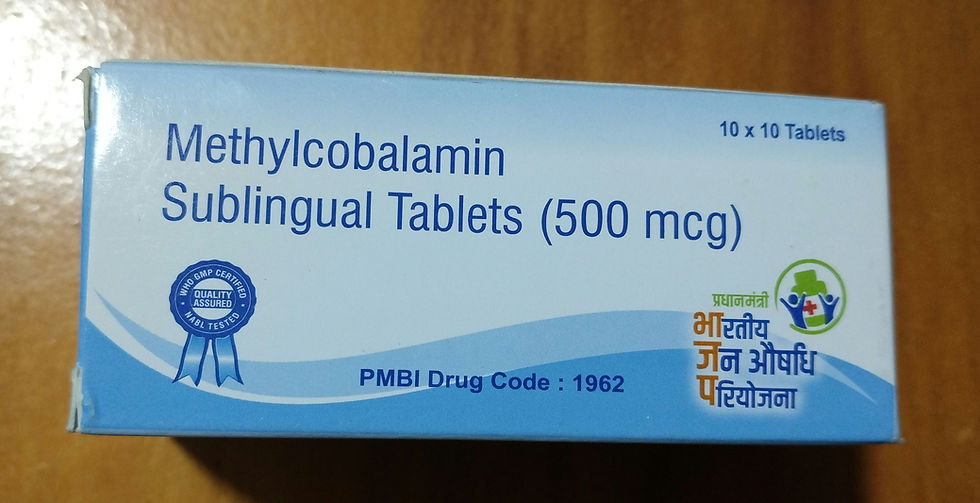 Methylcobalamin
Sublingual Tablets (500 mcg)
10 x 10 Tablets
WHO GMP CERTIFIED
QUALITY
ASSURED
NABL TESTED
PMBI Drug Code : 1962
प्रधानमंत्री
भारतीय
जन औषधि
परियोजना